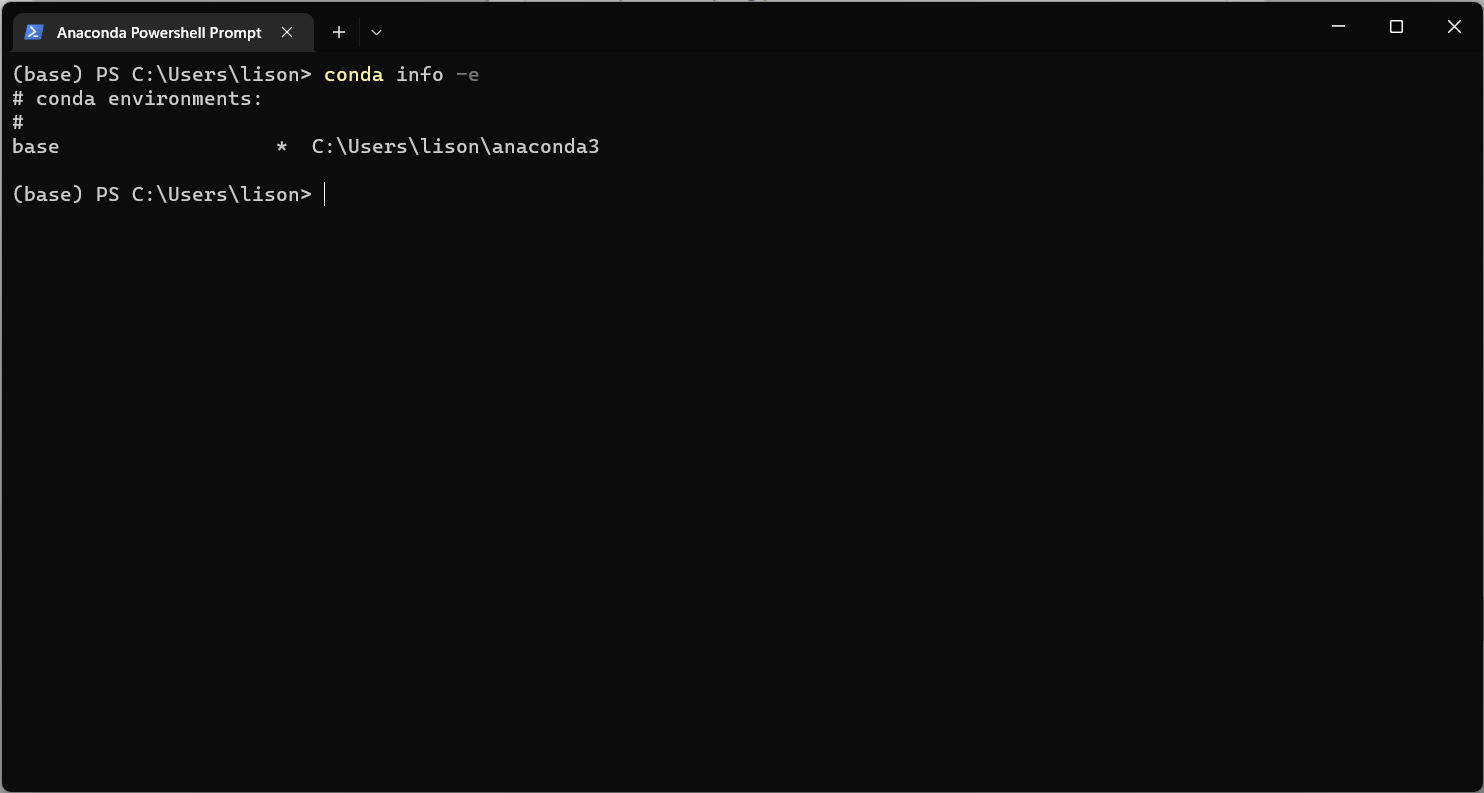 Anaconda Powershell Prompt
(base) PS C:\Users\lison> conda info -e
# conda environments:
#
base                  *  C:\Users\lison\anaconda3
(base) PS C:\Users\lison>